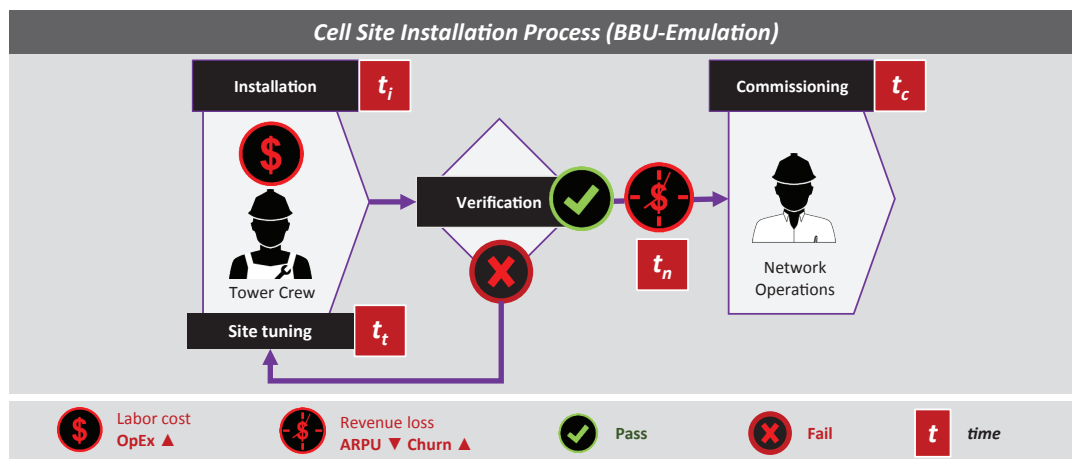 Cell Site Installation Process (BBU-Emulation)
Installation
ti
Commissioning
tc
$
Verification
$
tn
Tower Crew
Network
Operations
Site tuning
tt
$
Labor cost
OpEx ▲
$
Revenue loss
ARPU ▼ Churn ▲
Pass
Fail
t
time